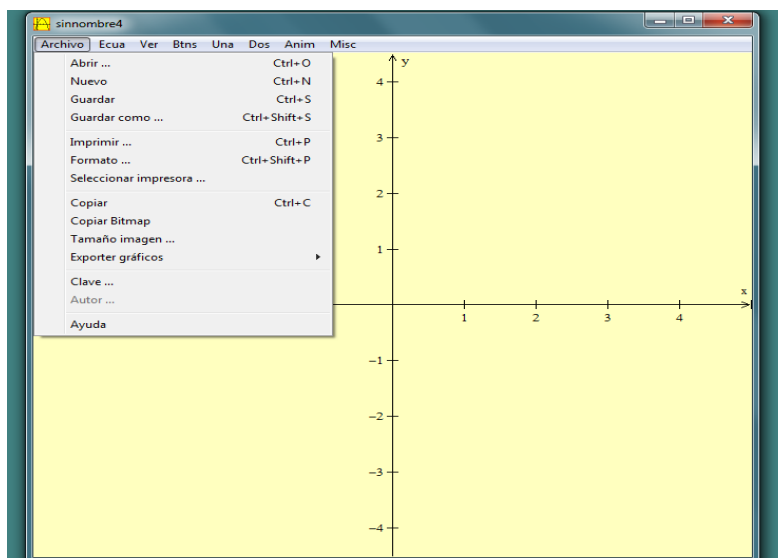 sinnombre4
Archivo Ecua Ver Btns Una Dos Anim Misc
Abrir ... Ctrl+O
Nuevo Ctrl+N
Guardar Ctrl+S
Guardar como ... Ctrl+Shift+S
Imprimir ... Ctrl+P
Formato ... Ctrl+Shift+P
Seleccionar impresora ...
Copiar Ctrl+C
Copiar Bitmap
Tamaño imagen ...
Exporter gráficos
Clave ...
Autor ...
Ayuda
y
4
3
2
1
x
1 2 3 4
−1
−2
−3
−4